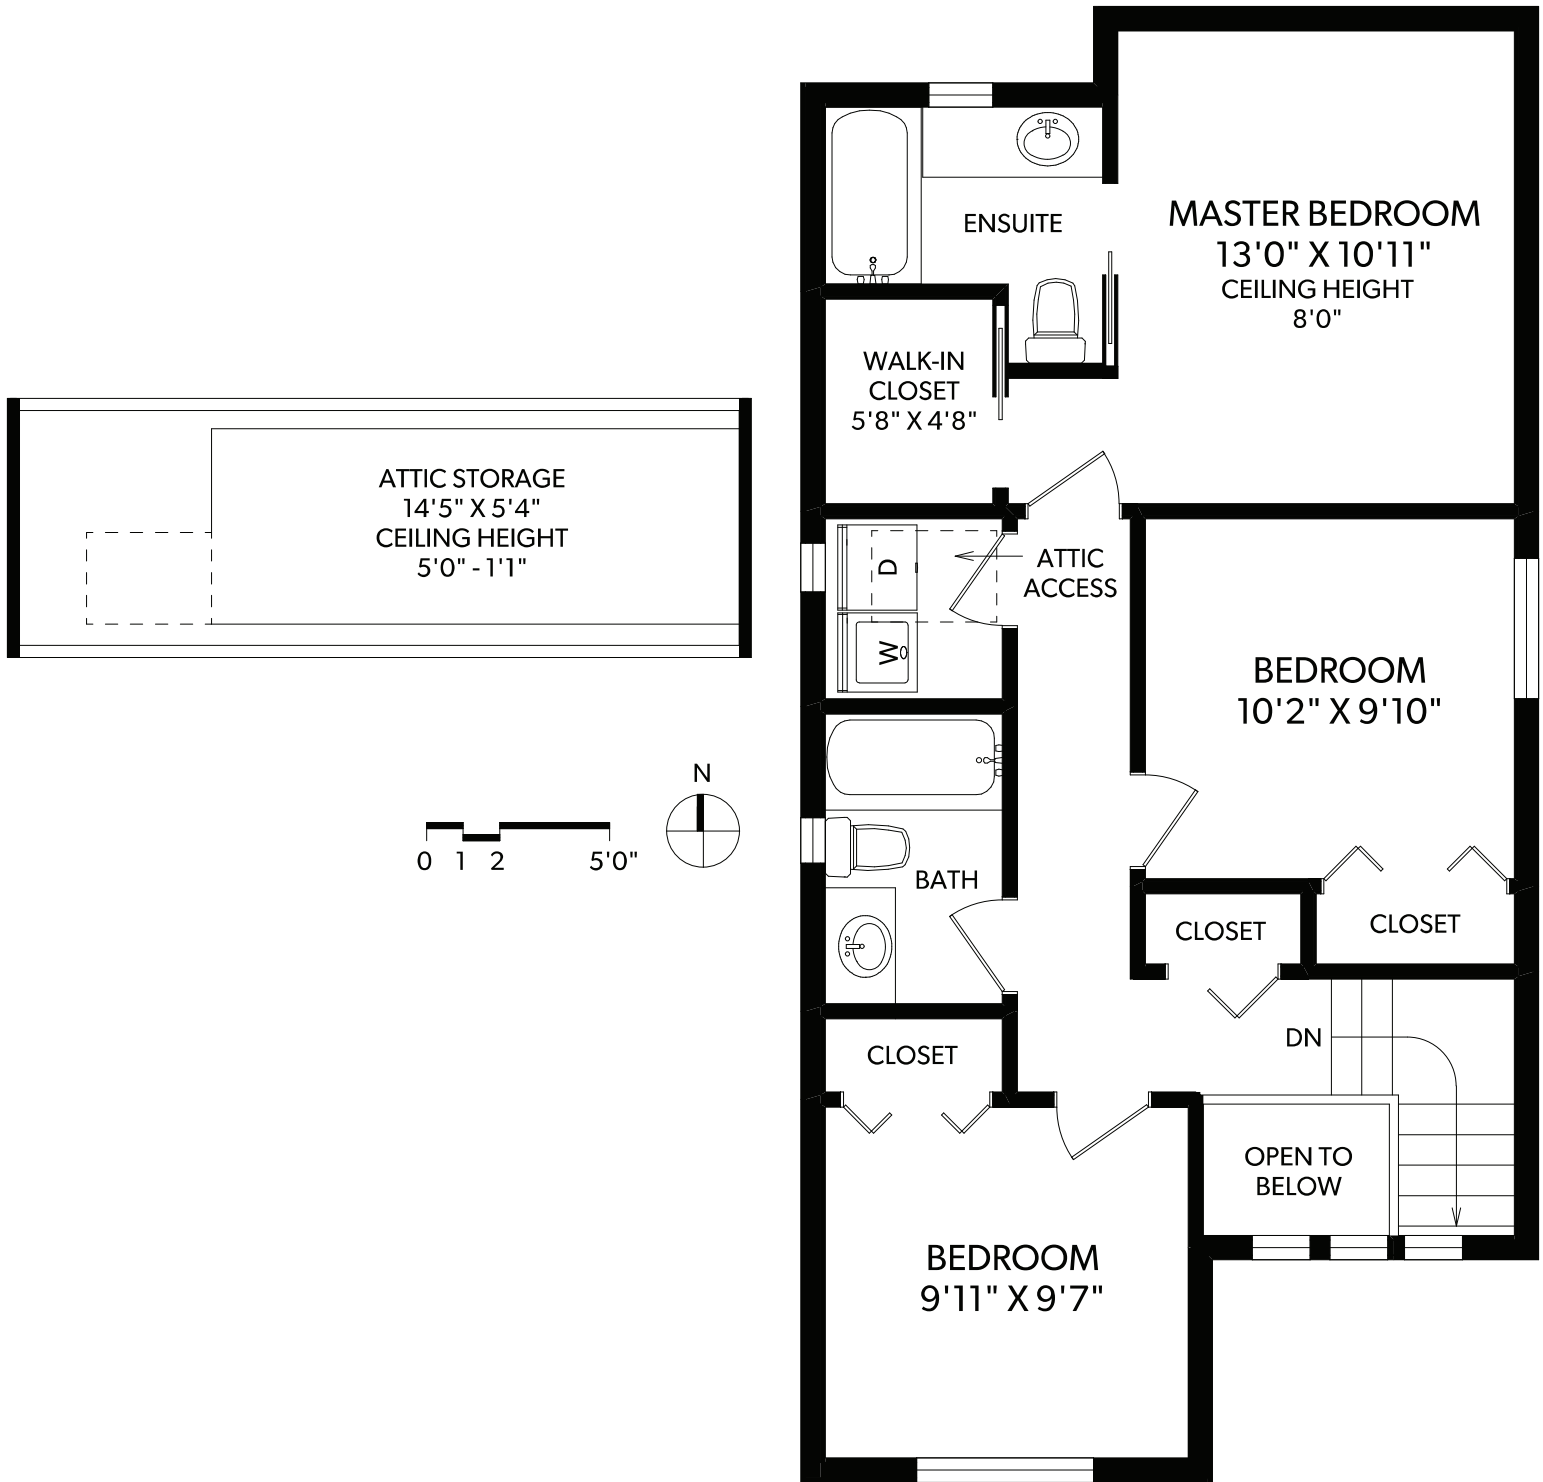 ENSUITE
MASTER BEDROOM
13'0" X 10'11"
CEILING HEIGHT
8'0"
WALK-IN
CLOSET
5'8" X 4'8"
ATTIC STORAGE
14'5" X 5'4"
CEILING HEIGHT
5'0" - 1'1"
D
W
ATTIC
ACCESS
BEDROOM
10'2" X 9'10"
N
0 1 2 5'0"
BATH
CLOSET
CLOSET
CLOSET
DN
OPEN TO
BELOW
BEDROOM
9'11" X 9'7"